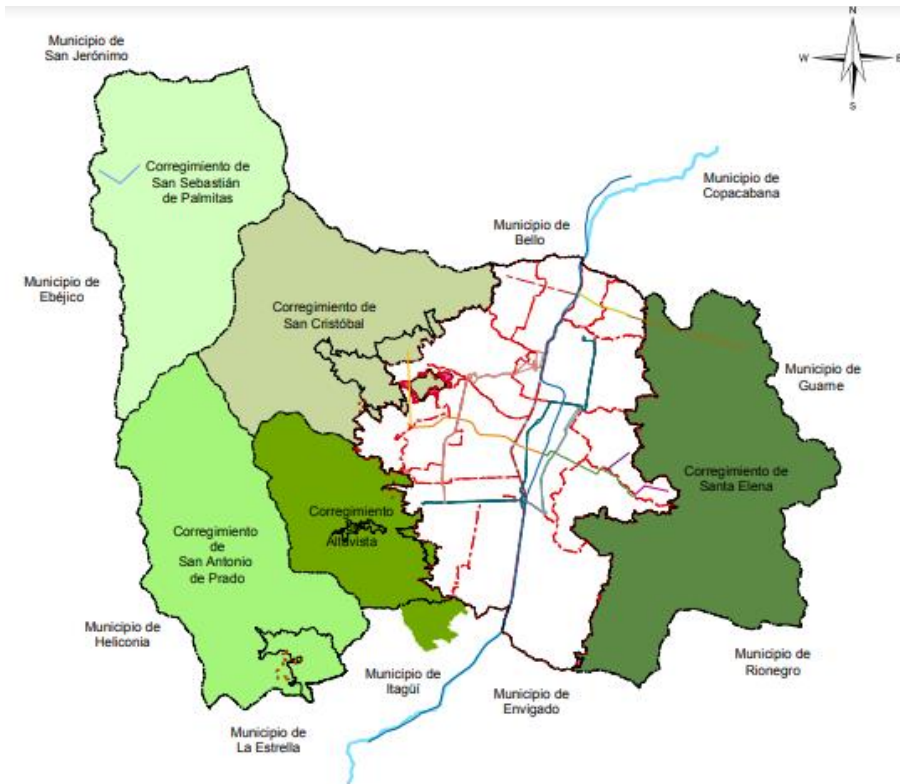 N
W
E
S
Municipio de
San Jerónimo
Corregimiento de
San Sebastián
de Palmitas
Municipio de
Copacabana
Municipio de
Bello
Municipio de
Ebéjico
Corregimiento de
San Cristóbal
Municipio de
Guarne
Corregimiento de
Santa Elena
Corregimiento
Altavista
Corregimiento
de
San Antonio
de Prado
Municipio de
Heliconia
Municipio de
Rionegro
Municipio de
Itagüí
Municipio de
Envigado
Municipio de
La Estrella